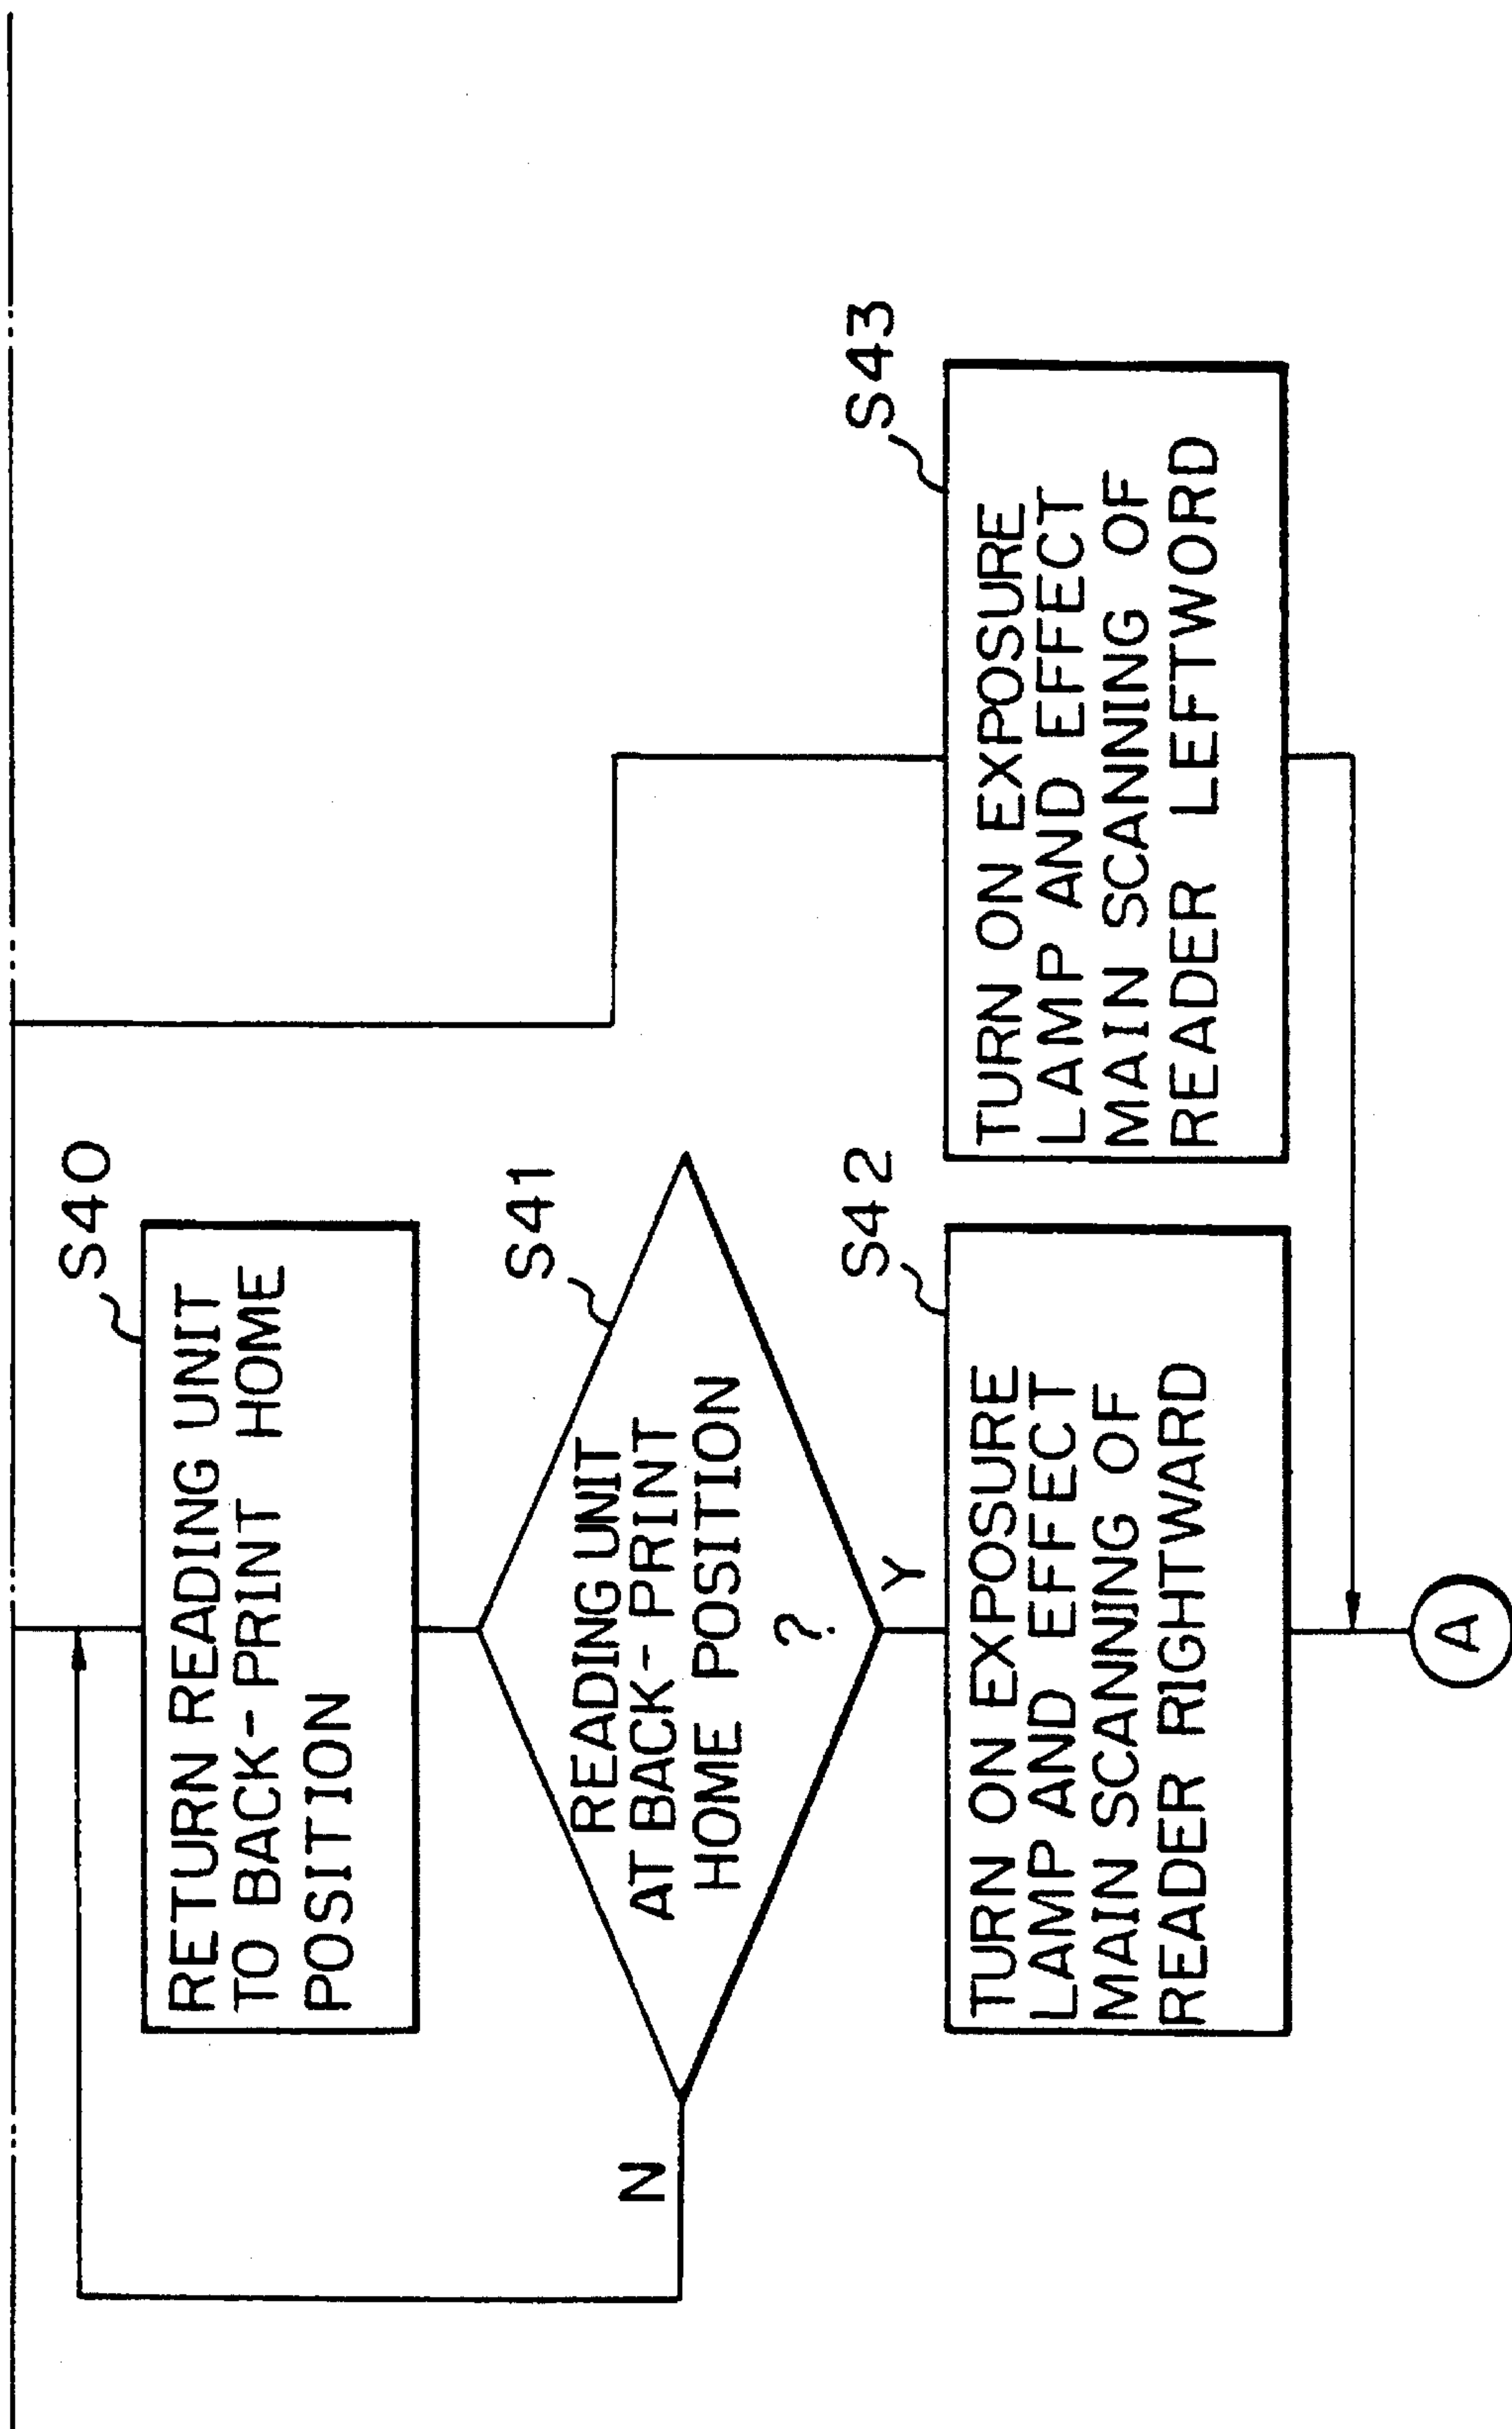 S40
RETURN READING UNIT
TO BACK-PRINT HOME
POSITION
S41
READING UNIT
AT BACK-PRINT
HOME POSITION
?
N
Y
S42
TURN ON EXPOSURE
LAMP AND EFFECT
MAIN SCANNING OF
READER RIGHTWARD
S43
TURN ON EXPOSURE
LAMP AND EFFECT
MAIN SCANNING OF
READER LEFTWORD
A